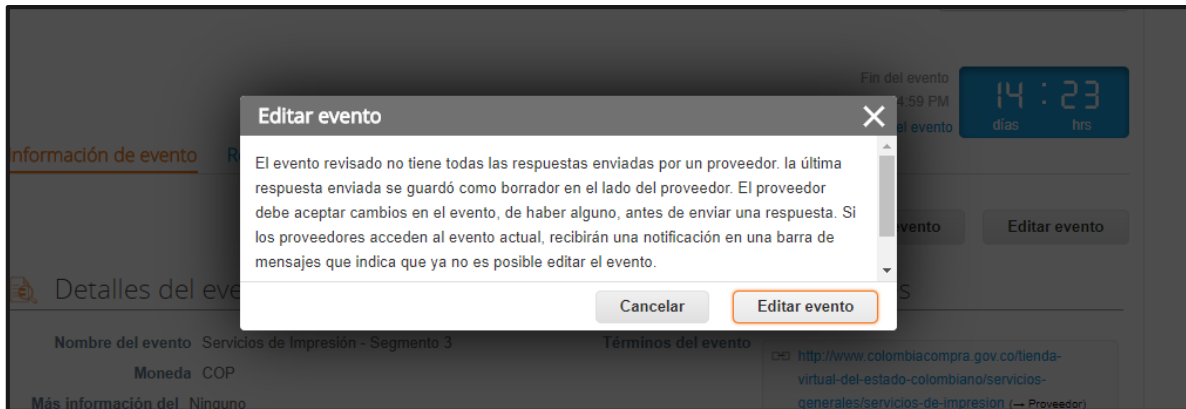 Fin del evento
4:59 PM
el evento
14 : 23
días hrs
Editar evento
Información de evento
El evento revisado no tiene todas las respuestas enviadas por un proveedor. la última
respuesta enviada se guardó como borrador en el lado del proveedor. El proveedor
debe aceptar cambios en el evento, de haber alguno, antes de enviar una respuesta. Si
los proveedores acceden al evento actual, recibirán una notificación en una barra de
mensajes que indica que ya no es posible editar el evento.
evento Editar evento
Cancelar Editar evento
Detalles del eve
Nombre del evento Servicios de Impresión - Segmento 3
Moneda COP
Más información del Ninguno
Términos del evento
http://www.colombiacompra.gov.co/tienda-
virtual-del-estado-colombiano/servicios-
generales/servicios-de-impresion (→ Proveedor)